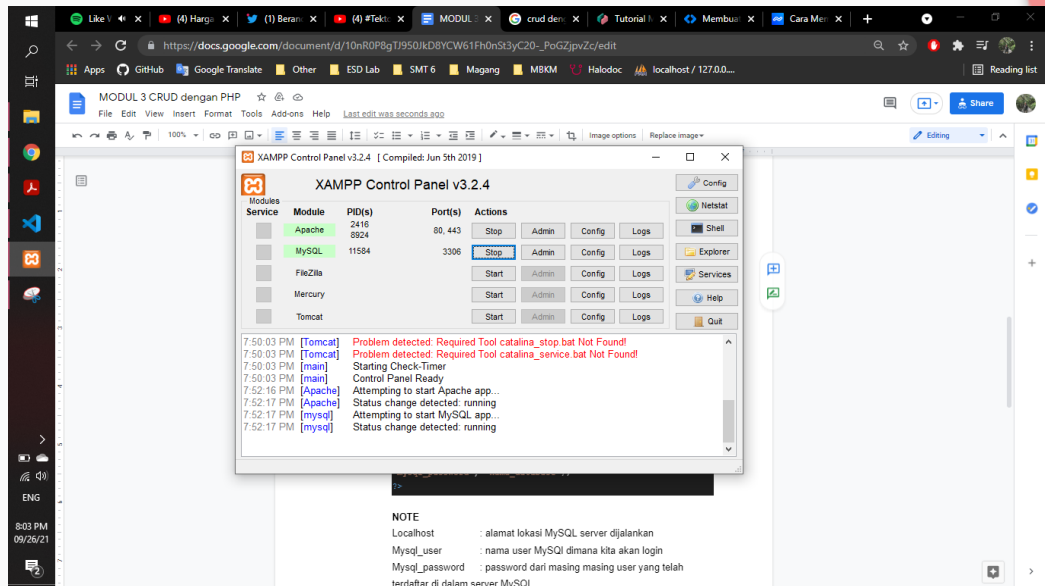 Like V
(4) Harga
(1) Beran
(4) #Tekto
MODUL 3
crud den
Tutorial
Membua
Cara Men
https://docs.google.com/document/d/10nR0P8gTJ950JkD8YCW61Fh0nSt3yC20-_PoGZjpvZc/edit
Apps GitHub Google Translate Other ESD Lab SMT 6 Magang MBKM Halodoc localhost / 127.0.0.... Reading list
MODUL 3 CRUD dengan PHP
Share
File Edit View Insert Format Tools Add-ons Help Last edit was seconds ago
100% Image options Replace image Editing
XAMPP Control Panel v3.2.4 [ Compiled: Jun 5th 2019 ]
XAMPP Control Panel v3.2.4
Config
Modules
Service Module PID(s) Port(s) Actions
Netstat
Apache 2416 8924 80, 443 Stop Admin Config Logs
Shell
MySQL 11584 3306 Stop Admin Config Logs
Explorer
FileZilla Start Admin Config Logs
Services
Mercury Start Admin Config Logs
Help
Tomcat Start Admin Config Logs
Quit
7:50:03 PM [Tomcat] Problem detected: Required Tool catalina_stop.bat Not Found!
7:50:03 PM [Tomcat] Problem detected: Required Tool catalina_service.bat Not Found!
7:50:03 PM [main] Starting Check-Timer
7:50:03 PM [main] Control Panel Ready
7:52:16 PM [Apache] Attempting to start Apache app...
7:52:17 PM [Apache] Status change detected: running
7:52:17 PM [mysql] Attempting to start MySQL app...
7:52:17 PM [mysql] Status change detected: running
?>
NOTE
Localhost : alamat lokasi MySQL server dijalankan
Mysql_user : nama user MySQl dimana kita akan login
Mysql_password : password dari masing masing user yang telah
terdaftar di dalam server MySQL
ENG
8:03 PM
09/26/21
2